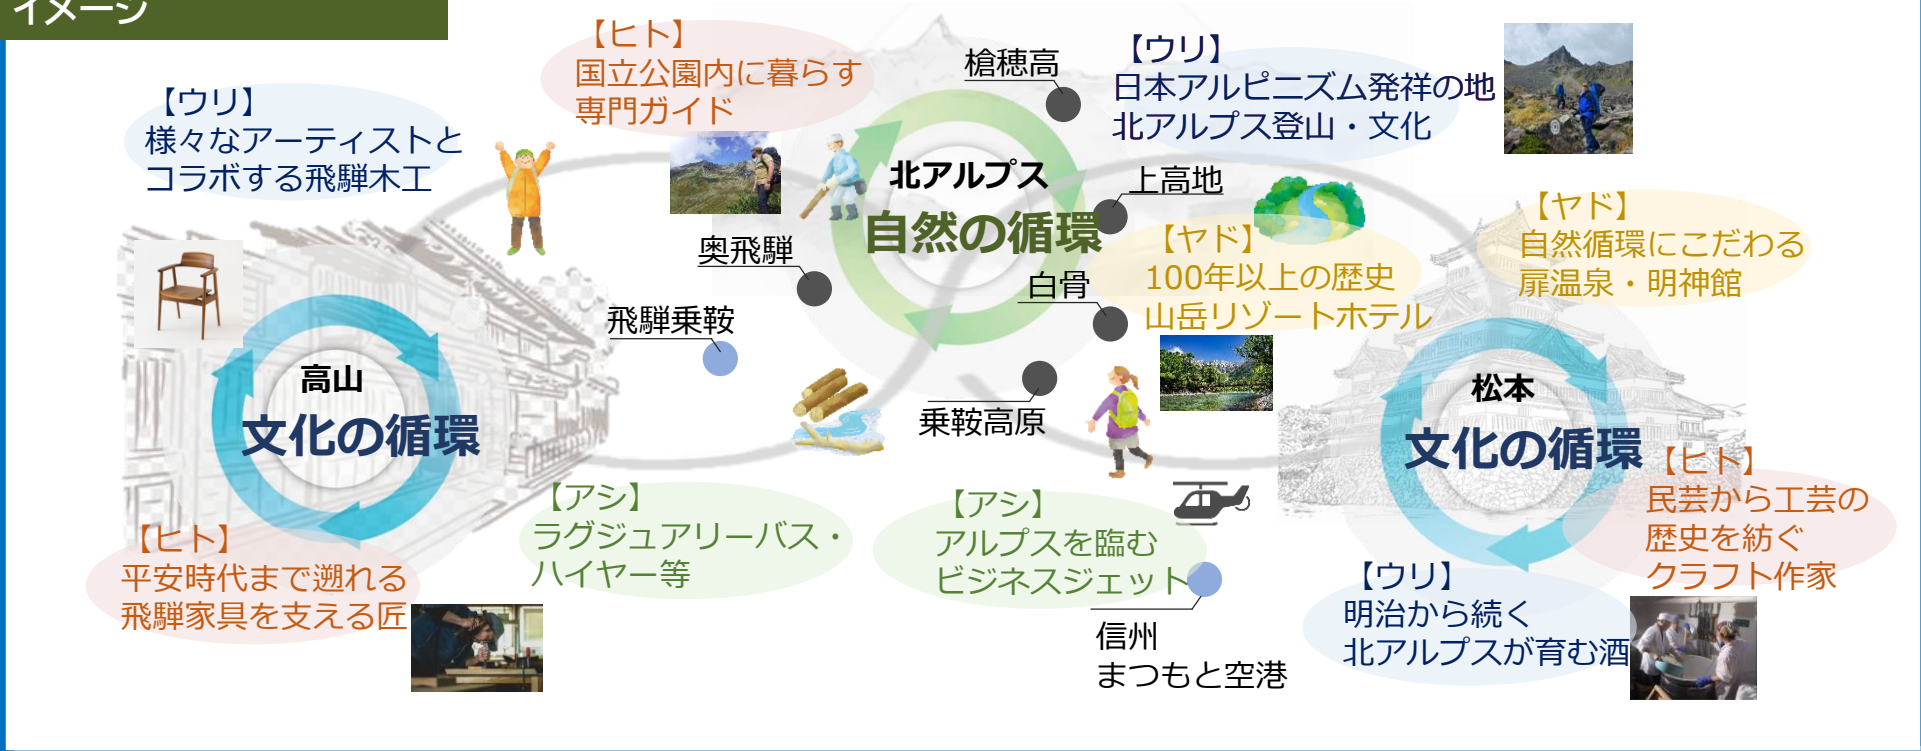 イメージ
【ウリ】
様々なアーティストと
コラボする飛騨木工
【ヒト】
国立公園内に暮らす
専門ガイド
槍穂高
【ウリ】
日本アルピニズム発祥の地
北アルプス登山・文化
北アルプス
自然の循環
上高地
奥飛騨
白骨
飛騨乗鞍
乗鞍高原
【ヤド】
100年以上の歴史
山岳リゾートホテル
【ヤド】
自然循環にこだわる
扉温泉・明神館
高山
文化の循環
松本
文化の循環
【ヒト】
平安時代まで遡れる
飛騨家具を支える匠
【アシ】
ラグジュアリーバス・
ハイヤー等
【アシ】
アルプスを臨む
ビジネスジェット
信州
まつもと空港
【ヒト】
民芸から工芸の
歴史を紡ぐ
クラフト作家
【ウリ】
明治から続く
北アルプスが育む酒